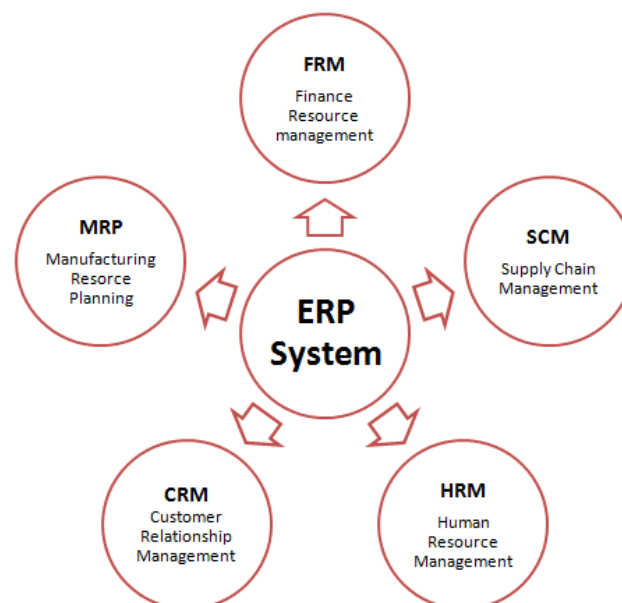 FRM
Finance
Resource
management
MRP
Manufacturing
Resorce
Planning
SCM
Supply Chain
Management
ERP
System
CRM
Customer
Relationship
Management
HRM
Human
Resource
Management